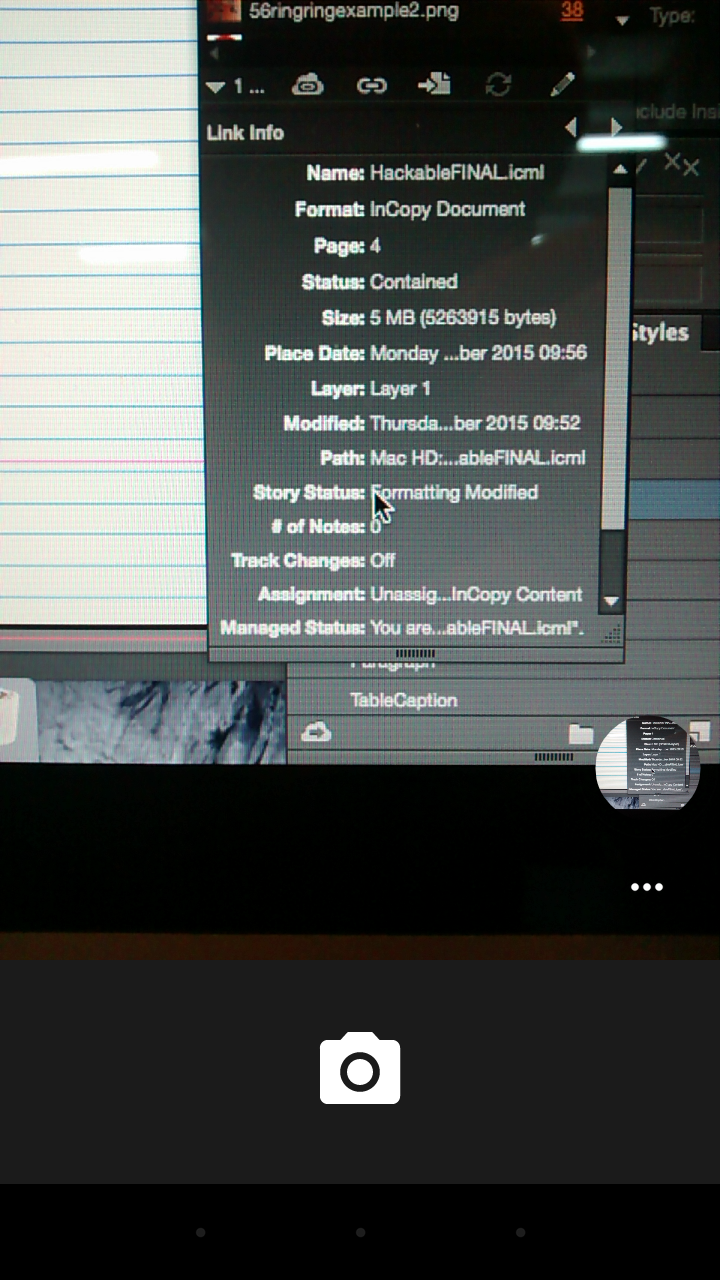 56ringringexample2.png 38 Type:
1 ...
Link Info
Name: HackableFINAL.icml
Format: InCopy Document
Page: 4
Status: Contained
Size: 5 MB (5263915 bytes)
Place Date: Monday ...ber 2015 09:56
Layer: Layer 1
Modified: Thursda...ber 2015 09:52
Path: Mac HD:...ableFINAL.icml
Story Status: Formatting Modified
# of Notes: 0
Track Changes: Off
Assignment: Unassig...InCopy Content
Managed Status: You are...ableFINAL.icml".
Styles
Paragraph
TableCaption